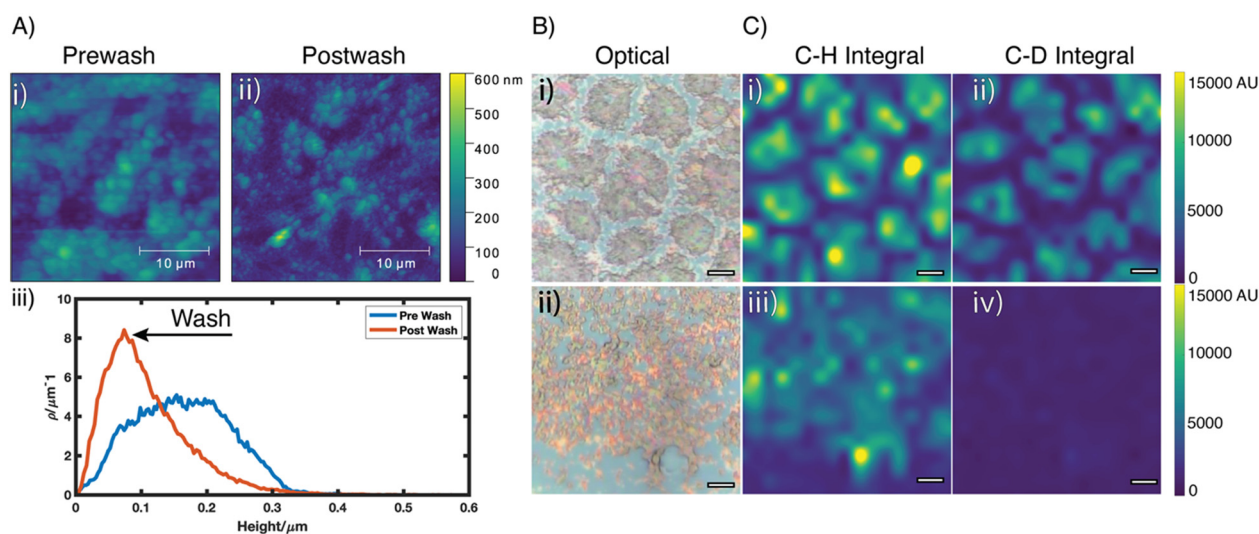 A)
Prewash
Postwash
i)
ii)
600 nm
500
400
300
200
100
0
10 µm
10 µm
iii)
10
8
6
4
2
0
ρ/µm⁻1
0
0.1
0.2
0.3
0.4
0.5
0.6
Height/µm
Wash
Pre Wash
Post Wash
B)
Optical
i)
ii)
C)
C-H Integral
C-D Integral
i)
ii)
iii)
iv)
15000 AU
10000
5000
0
15000 AU
10000
5000
0